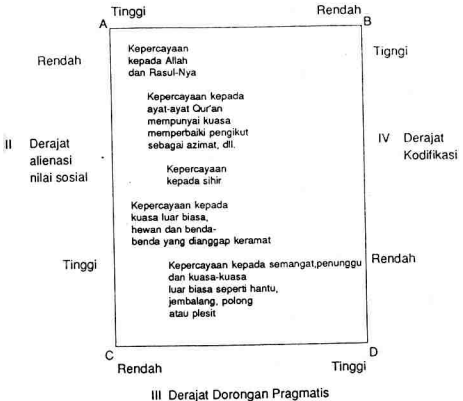 Tinggi Rendah
A B
Rendah Tigngi
Kepercayaan
kepada Allah
dan Rasul-Nya
Kepercayaan kepada
ayat-ayat Qur'an
mempunyai kuasa
memperbaiki pengikut
sebagai azimat, dll.
II Derajat
alienasi
nilai sosial
IV Derajat
Kodifikasi
Kepercayaan
kepada sihir
Kepercayaan kepada
kuasa luar biasa,
hewan dan benda-
benda yang dianggap keramat
Tinggi Rendah
Kepercayaan kepada semangat,penunggu
dan kuasa-kuasa
luar biasa seperti hantu,
jembalang, polong
atau plesit
C D
Rendah Tinggi
III Derajat Dorongan Pragmatis